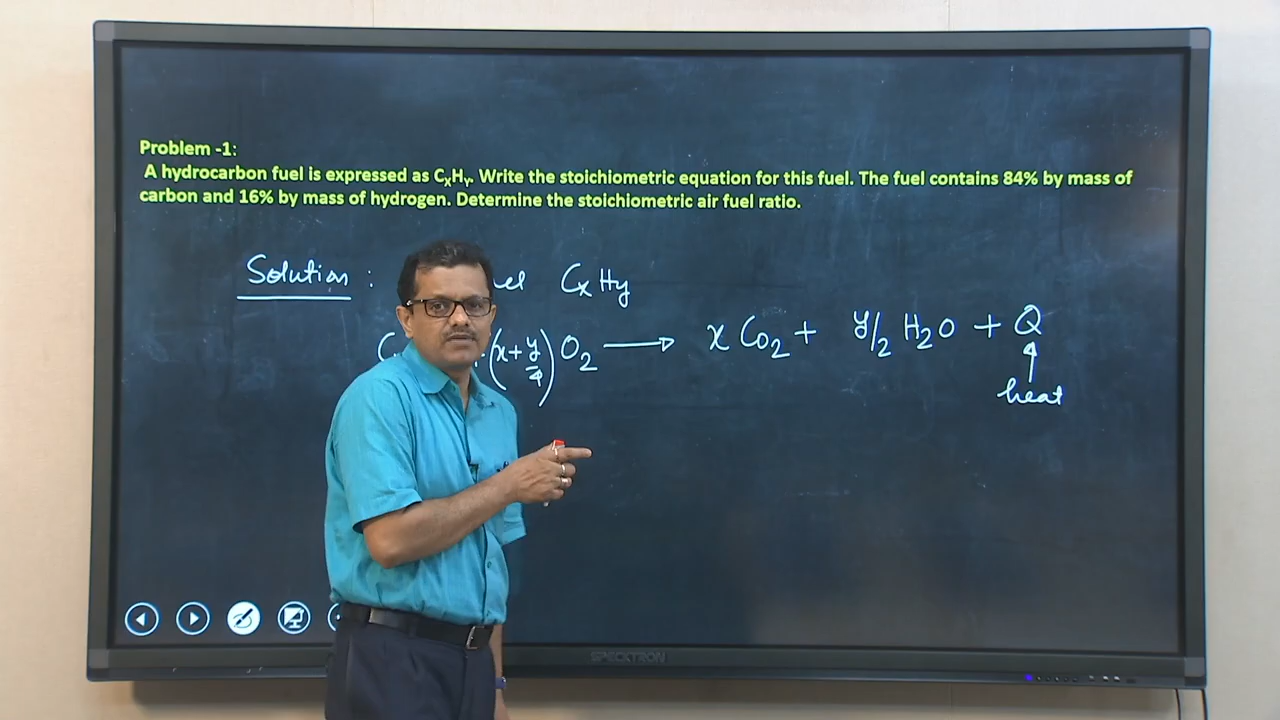 Problem -1:
A hydrocarbon fuel is expressed as CxHY. Write the stoichiometric equation for this fuel. The fuel contains 84% by mass of
carbon and 16% by mass of hydrogen. Determine the stoichiometric air fuel ratio.
Solution : CxHy
(x+y/4) O2 → x CO2 + y/2 H2O + Q
heat
SPECKTRON